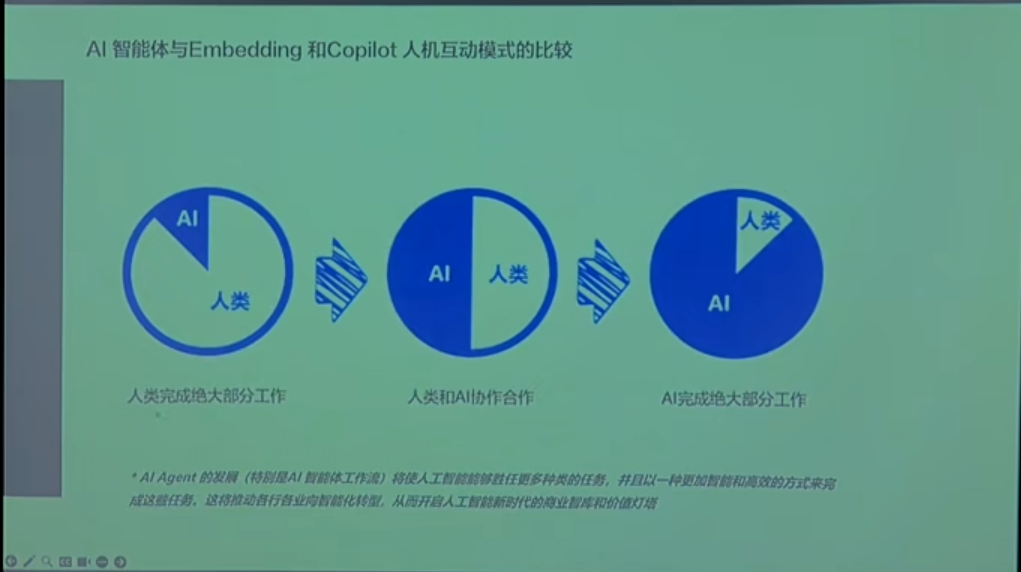 AI 智能体与Embedding 和Copilot 人机互动模式的比较
AI
人类
AI
人类
人类
AI
人类完成绝大部分工作
人类和AI协作合作
AI完成绝大部分工作
* AI Agent 的发展（特别是AI 智能体工作流）将使人工智能能够胜任更多种类的任务，并且以一种更加智能和高效的方式来完
成这些任务。这将推动各行各业向智能化转型，从而开启人工智能新时代的商业智库和价值灯塔